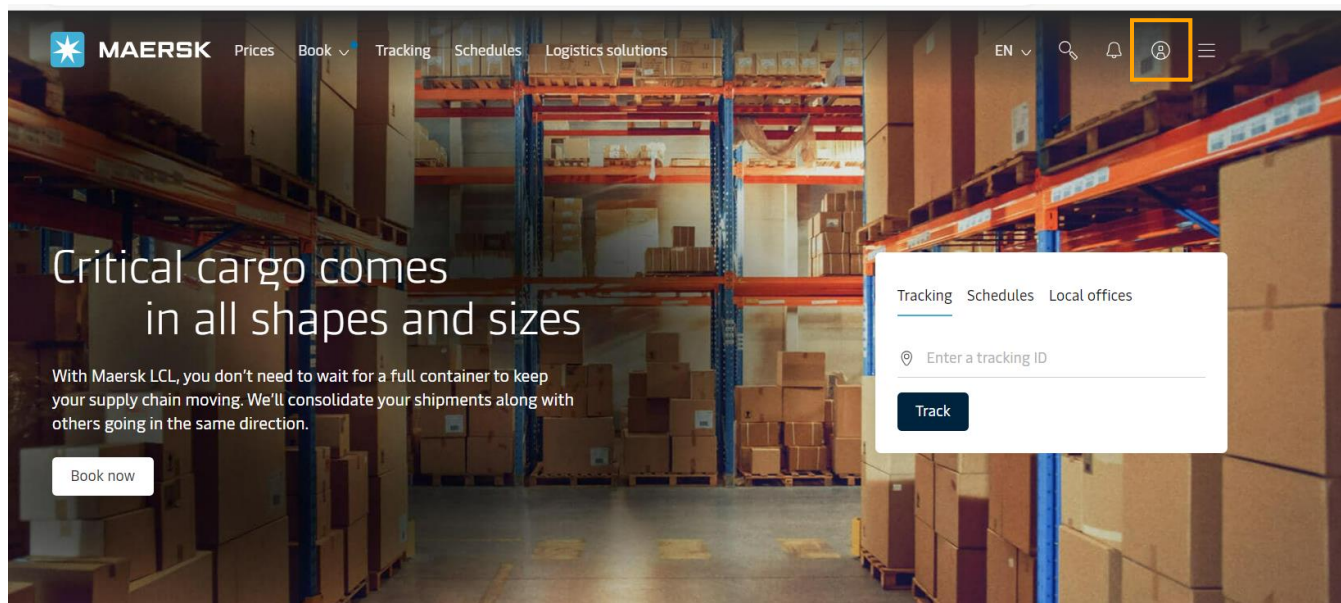 MAERSK Prices Book Tracking Schedules Logistics solutions EN
Critical cargo comes
in all shapes and sizes
With Maersk LCL, you don't need to wait for a full container to keep
your supply chain moving. We'll consolidate your shipments along with
others going in the same direction.
Book now
Tracking Schedules Local offices
Enter a tracking ID
Track